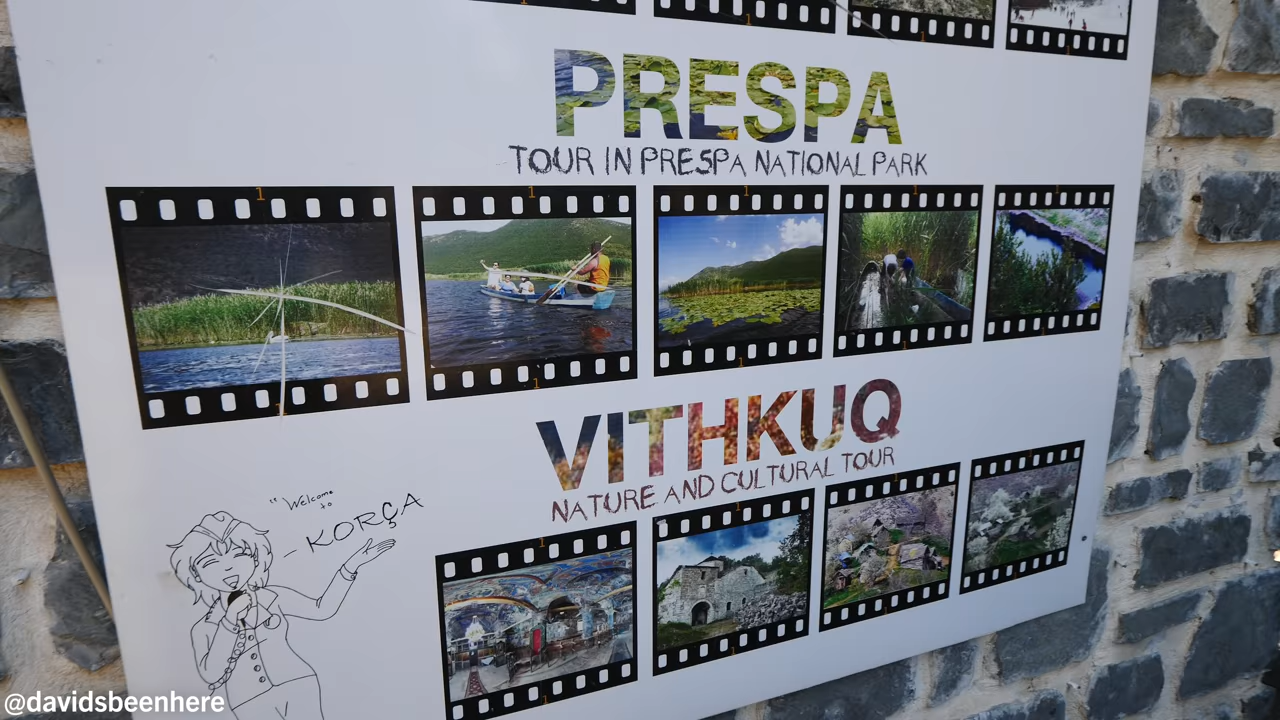 PRESPA
TOUR IN PRESPA NATIONAL PARK
VITHKUQ
NATURE AND CULTURAL TOUR
"Welcome
to
- KORÇA
@davidsbeenhere